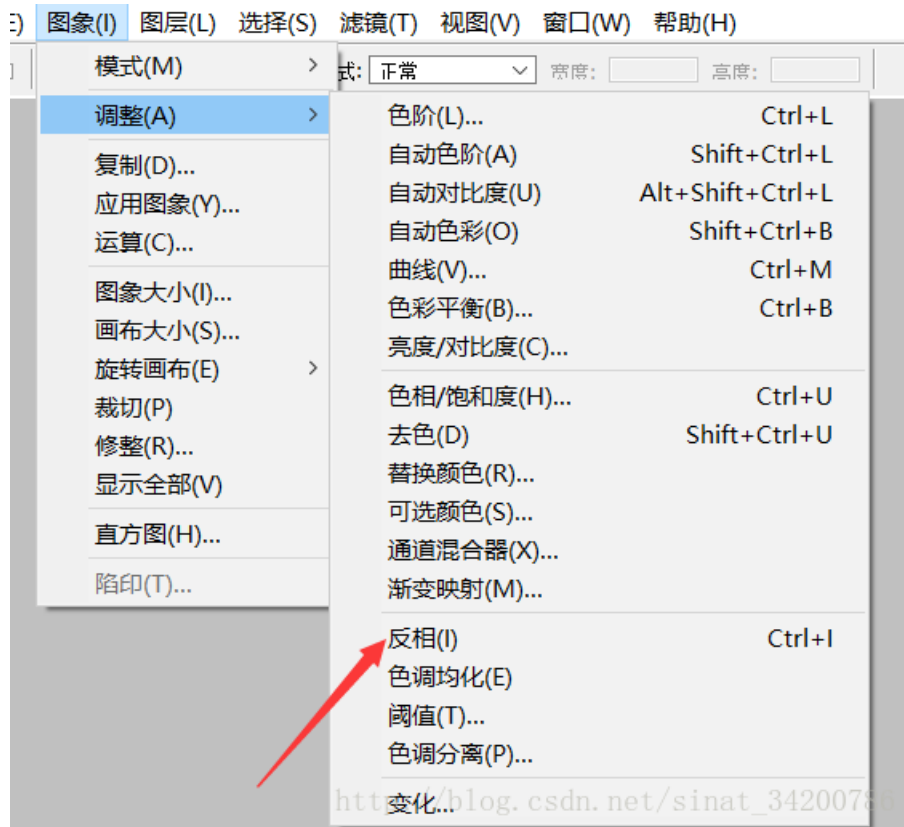 E) 图象(I) 图层(L) 选择(S) 滤镜(T) 视图(V) 窗口(W) 帮助(H)
式: 正常 宽度: 高度:
模式(M)
调整(A)
复制(D)...
应用图象(Y)...
运算(C)...
图象大小(I)...
画布大小(S)...
旋转画布(E)
裁切(P)
修整(R)...
显示全部(V)
直方图(H)...
陷印(T)...
色阶(L)... Ctrl+L
自动色阶(A) Shift+Ctrl+L
自动对比度(U) Alt+Shift+Ctrl+L
自动色彩(O) Shift+Ctrl+B
曲线(V)... Ctrl+M
色彩平衡(B)... Ctrl+B
亮度/对比度(C)...
色相/饱和度(H)... Ctrl+U
去色(D) Shift+Ctrl+U
替换颜色(R)...
可选颜色(S)...
通道混合器(X)...
渐变映射(M)...
反相(I) Ctrl+I
色调均化(E)
阈值(T)...
色调分离(P)...
变化...
http://blog.csdn.net/sinat_34200786